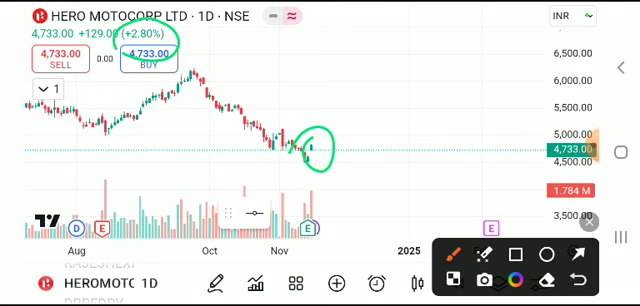 HERO MOTOCORP LTD · 1D · NSE
INR
4,733.00 +129.00 (+2.80%)
4,733.00
SELL
0.00
4,733.00
BUY
1
6,500.00
6,000.00
5,500.00
5,000.00
4,733.00
4,500.00
1.784 M
3,500.00
D
E
E
E
Aug
Oct
Nov
2025
HEROMOTC 1D